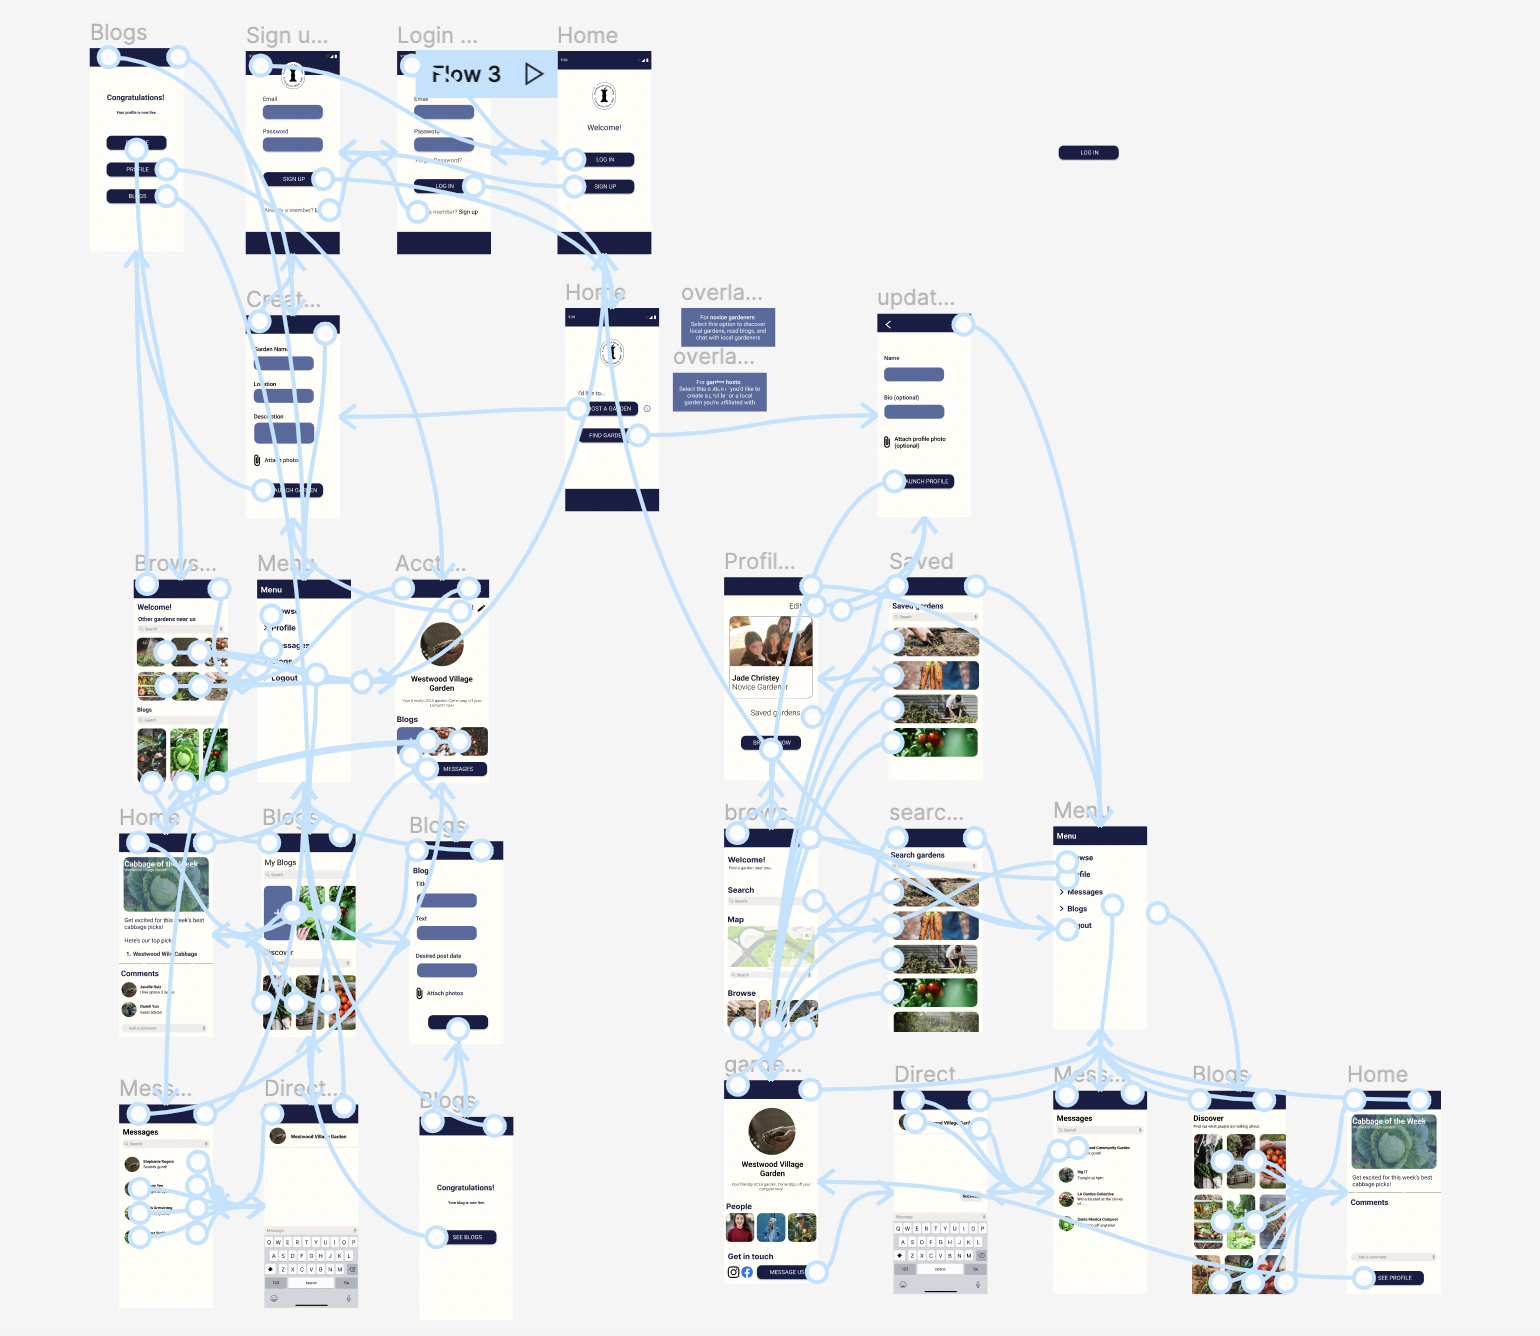 Blogs
Congratulations!
Your profile is now live.
PROFILE
BLOGS
Sign u...
Email
Password
SIGN UP
Already a member?
Login ...
Flow 3
Email
Password
Password?
LOG IN
a member? Sign up
Home
Welcome!
LOG IN
SIGN UP
LOG IN
Creat...
Garden Name
Location
Description
Attach photos
LAUNCH GARDEN
Home
I'd like to...
HOST A GARDEN
FIND GARDEN
overla...
For novice gardeners:
Select this option to discover
local gardens, read blogs, and
chat with local gardeners
overla...
For garden hosts:
Select this option if you'd like to
create a profile for a local
garden you're affiliated with
updat...
Name
Bio (optional)
Attach profile photo
(optional)
LAUNCH PROFILE
Brows...
Welcome!
Other gardens near us
Search
Blogs
Search
Menu
Menu
Browse
Profile
Messages
Blogs
Logout
Acct ...
Westwood Village
Garden
Blogs
MESSAGES
Profil...
Edit
Jade Christey
Novice Gardener
Saved gardens
BROWSE NOW
Saved
Saved gardens
Search
Home
Cabbage of the Week
Westwood Village Garden
Get excited for this week's best
cabbage picks!
Here's our top pick
1. Westwood Wild Cabbage
Comments
Add a comment
Blogs
My Blogs
Search
Discover
Blogs
Blog
Title
Text
Desired post date
Attach photos
brows...
Welcome!
Find a garden near you.
Search
Search
Map
Search
Browse
searc...
Search gardens
Menu
Menu
Browse
Profile
Messages
Blogs
Logout
Mess...
Messages
Search
Stephanie Rogers
Sounds good!
Direct...
Westwood Village Garden
Message
Q W E R T Y U I O P
A S D F G H J K L
Z X C V B N M
123 space Go
Blogs
Congratulations!
Your blog is now live.
SEE BLOGS
game...
Westwood Village
Garden
People
Get in touch
MESSAGE US
Direct
Westwood Village Garden
Message
Q W E R T Y U I O P
A S D F G H J K L
Z X C V B N M
123 space Go
Mess...
Messages
Search
Westwood Community Garden
Dig IT
Tonight at 6pm
LA Garden Collective
Santa Monica Compost
Blogs
Discover
Find out what people are talking about.
Home
Cabbage of the Week
Westwood Village Garden
Get excited for this week's best
cabbage picks!
Comments
Add a comment
SEE PROFILE